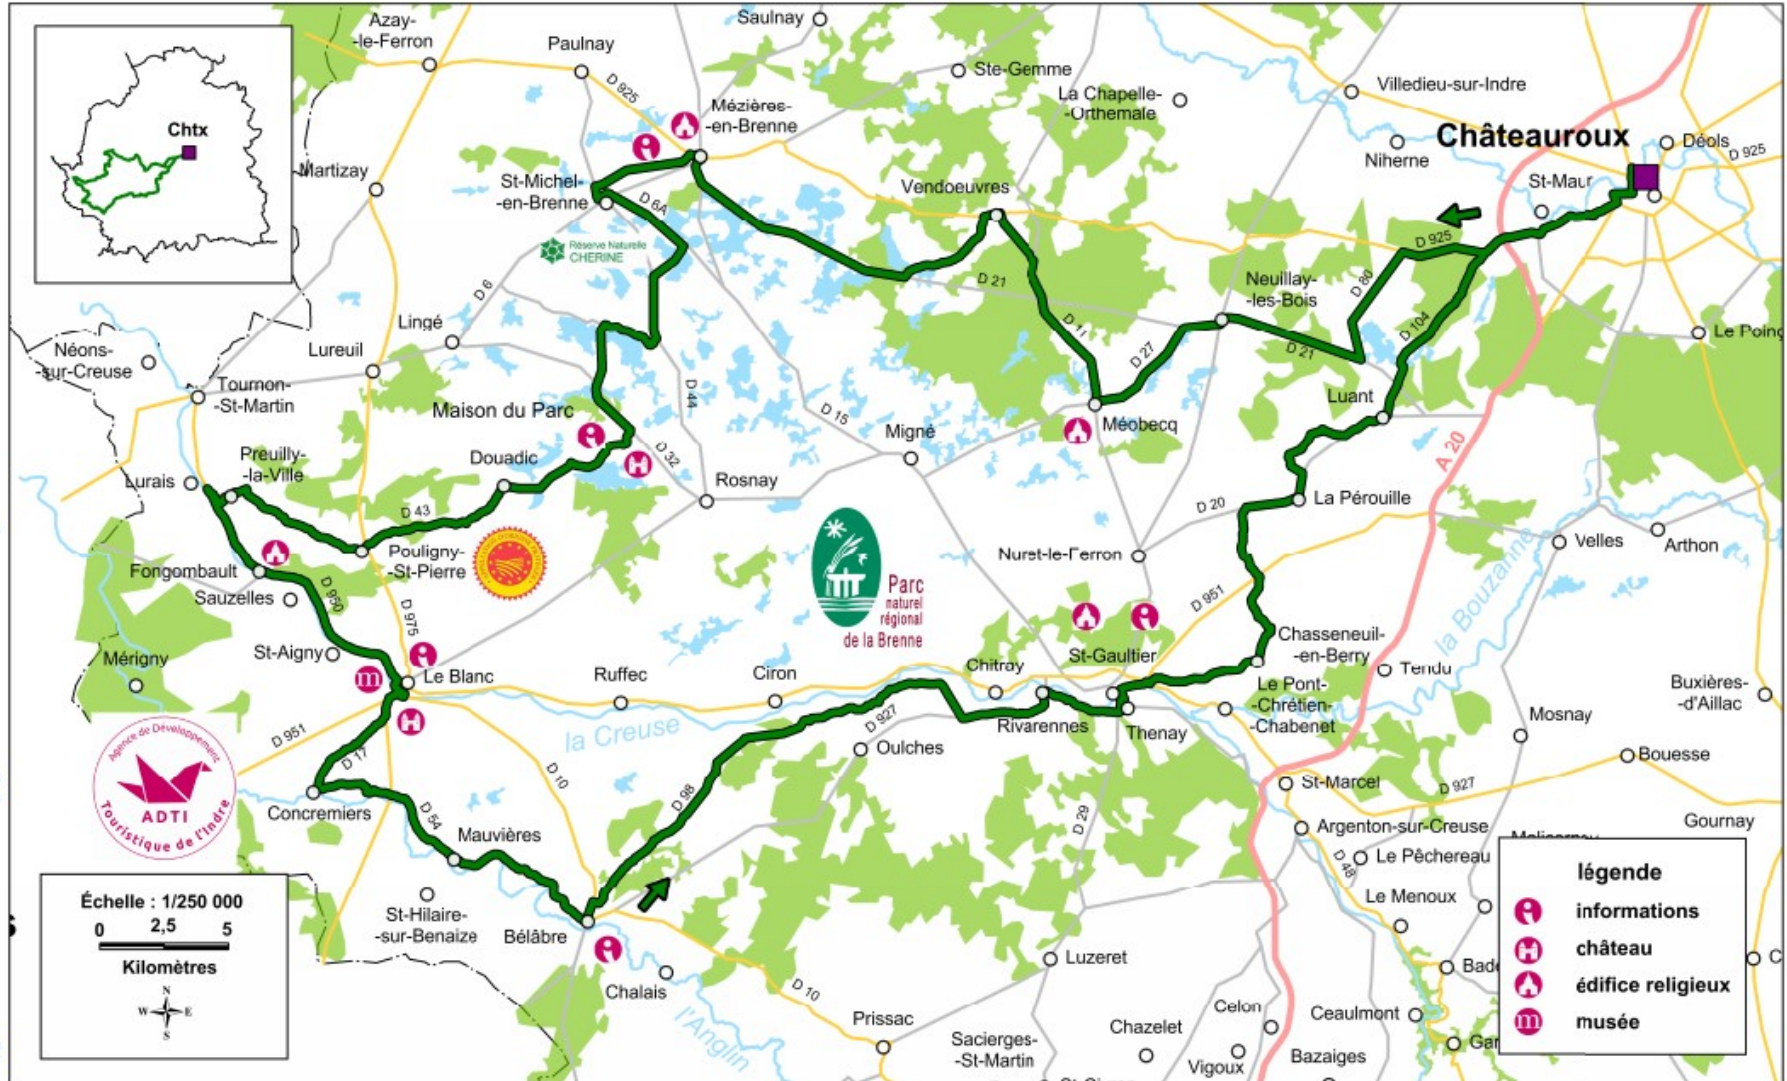 Azay-
-le-Ferron
Paulnay
Saulnay
Ste-Gemme
La Chapelle-
-Orthemale
Villedieu-sur-Indre
Châteauroux
Déols
D 925
Niherne
St-Maur
Chtx
D 925
Mézières-
-en-Brenne
Martizay
St-Michel-
-en-Brenne
D 6A
Vendoeuvres
Réserve Naturelle
CHERINE
D 925
D 80
Neuillay-
-les-Bois
D 21
D 6
D 11
D 27
D 21
D 104
Le Poinç
Lingé
Lureuil
Néons-
-sur-Creuse
Tournon-
-St-Martin
Maison du Parc
D 44
D 15
Migné
Méobecq
Luant
A 20
Preuilly-
-la-Ville
Lurais
Douadic
D 32
Rosnay
D 43
D 20
La Pérouille
Pouligny-
-St-Pierre
Nuret-le-Ferron
Velles
Arthon
Fongombault
Sauzelles
D 950
D 975
Parc
naturel
régional
de la Brenne
D 951
la Bouzanne
St-Aigny
Mérigny
Le Blanc
Ruffec
Ciron
Chitray
St-Gaultier
Chasseneuil-
-en-Berry
Tendu
Le Pont-
-Chrétien-
-Chabenet
Buxières-
-d'Aillac
Mosnay
la Creuse
D 927
Rivarennes
Thenay
Oulches
Bouesse
D 951
D 17
D 10
Agence de Développement
ADTI
Touristique de l'Indre
St-Marcel
D 927
Concremiers
D 54
D 98
D 29
Argenton-sur-Creuse
Gournay
Mauvières
D 48
Le Pêchereau
Le Menoux
St-Hilaire-
-sur-Benaize
Bélâbre
Chalais
l'Anglin
D 10
Prissac
Luzeret
Sacierges-
-St-Martin
Chazelet
Celon
Vigoux
Ceaulmont
Bazaiges
Bade
Gar
Échelle : 1/250 000
0 2,5 5
Kilomètres
N
W E
S
légende
informations
château
édifice religieux
musée